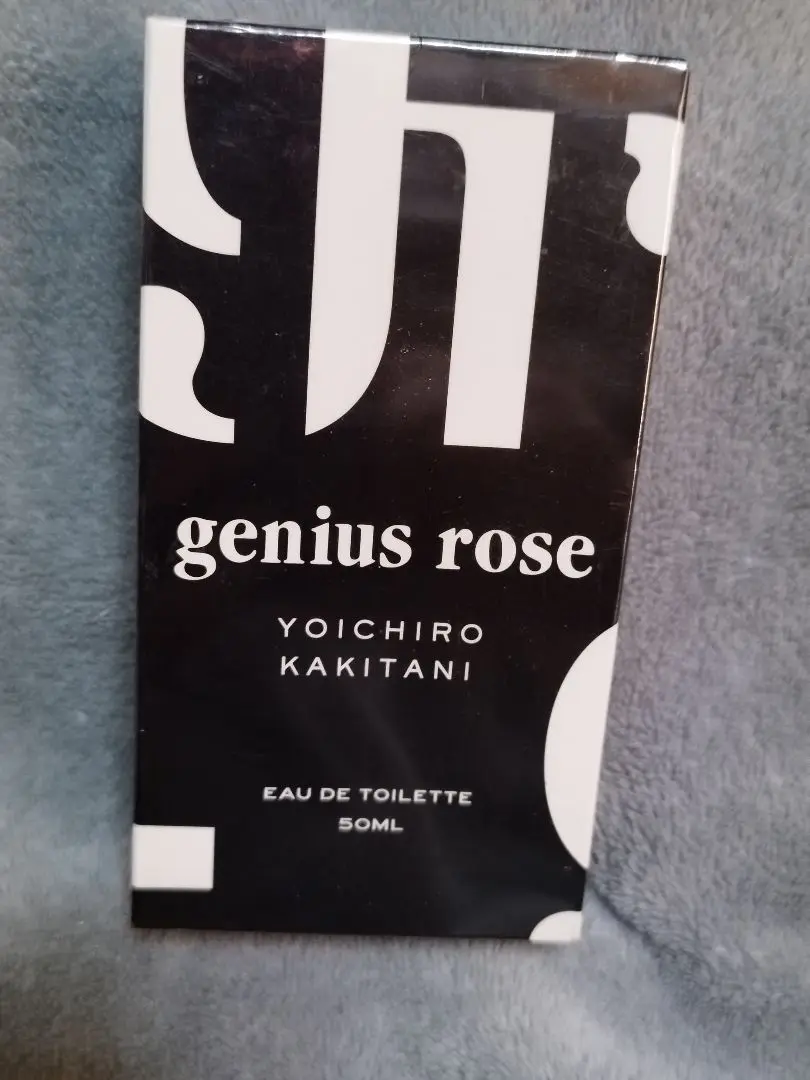 genius rose
YOICHIRO
KAKITANI
EAU DE TOILETTE
50ML